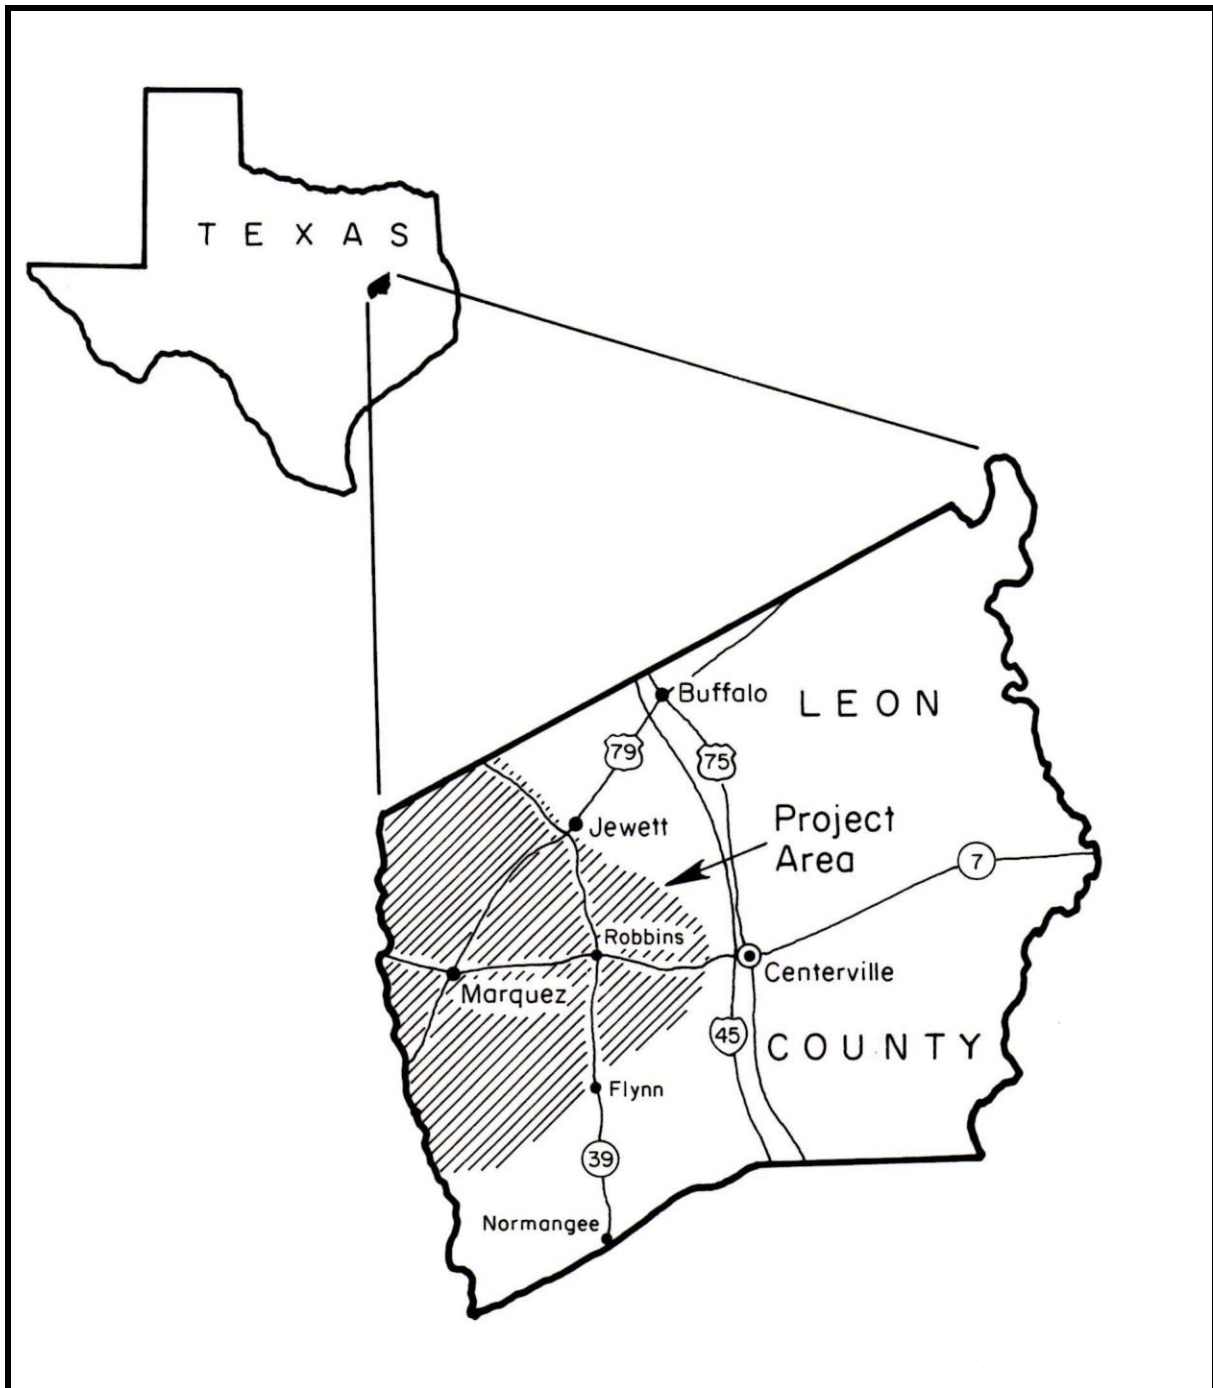 TEXAS
Buffalo
LEON
79
75
Project
Area
Jewett
7
Robbins
Centerville
Marquez
45
COUNTY
Flynn
39
Normangee